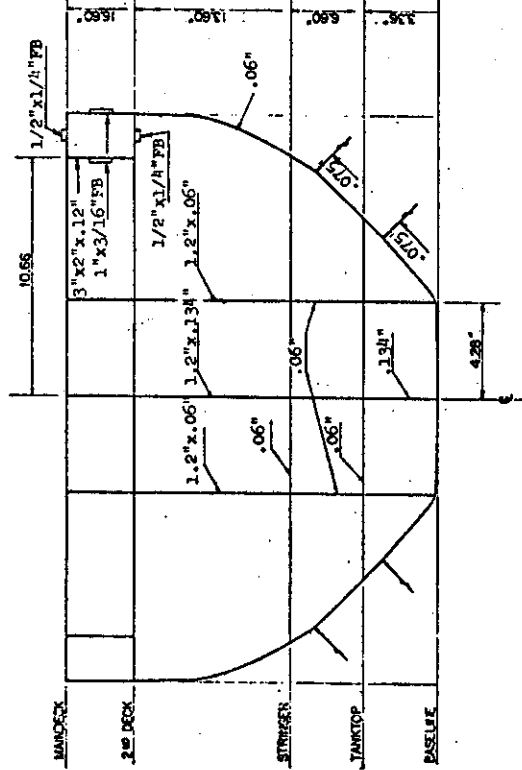 16.60"
13.60"
6.60"
3.36"
1/2"x1/4"FB
10.66
3"x2"x.12"
1"x3/16"FB
1/2"x1/4"FB
.06"
.075"
.075"
1.2"x.06"
1.2"x.134"
1.2"x.06"
.06"
.06"
.06"
.134"
4.28"
℄
MAINDECK
2ND DECK
STRINGER
TANKTOP
BASELINE